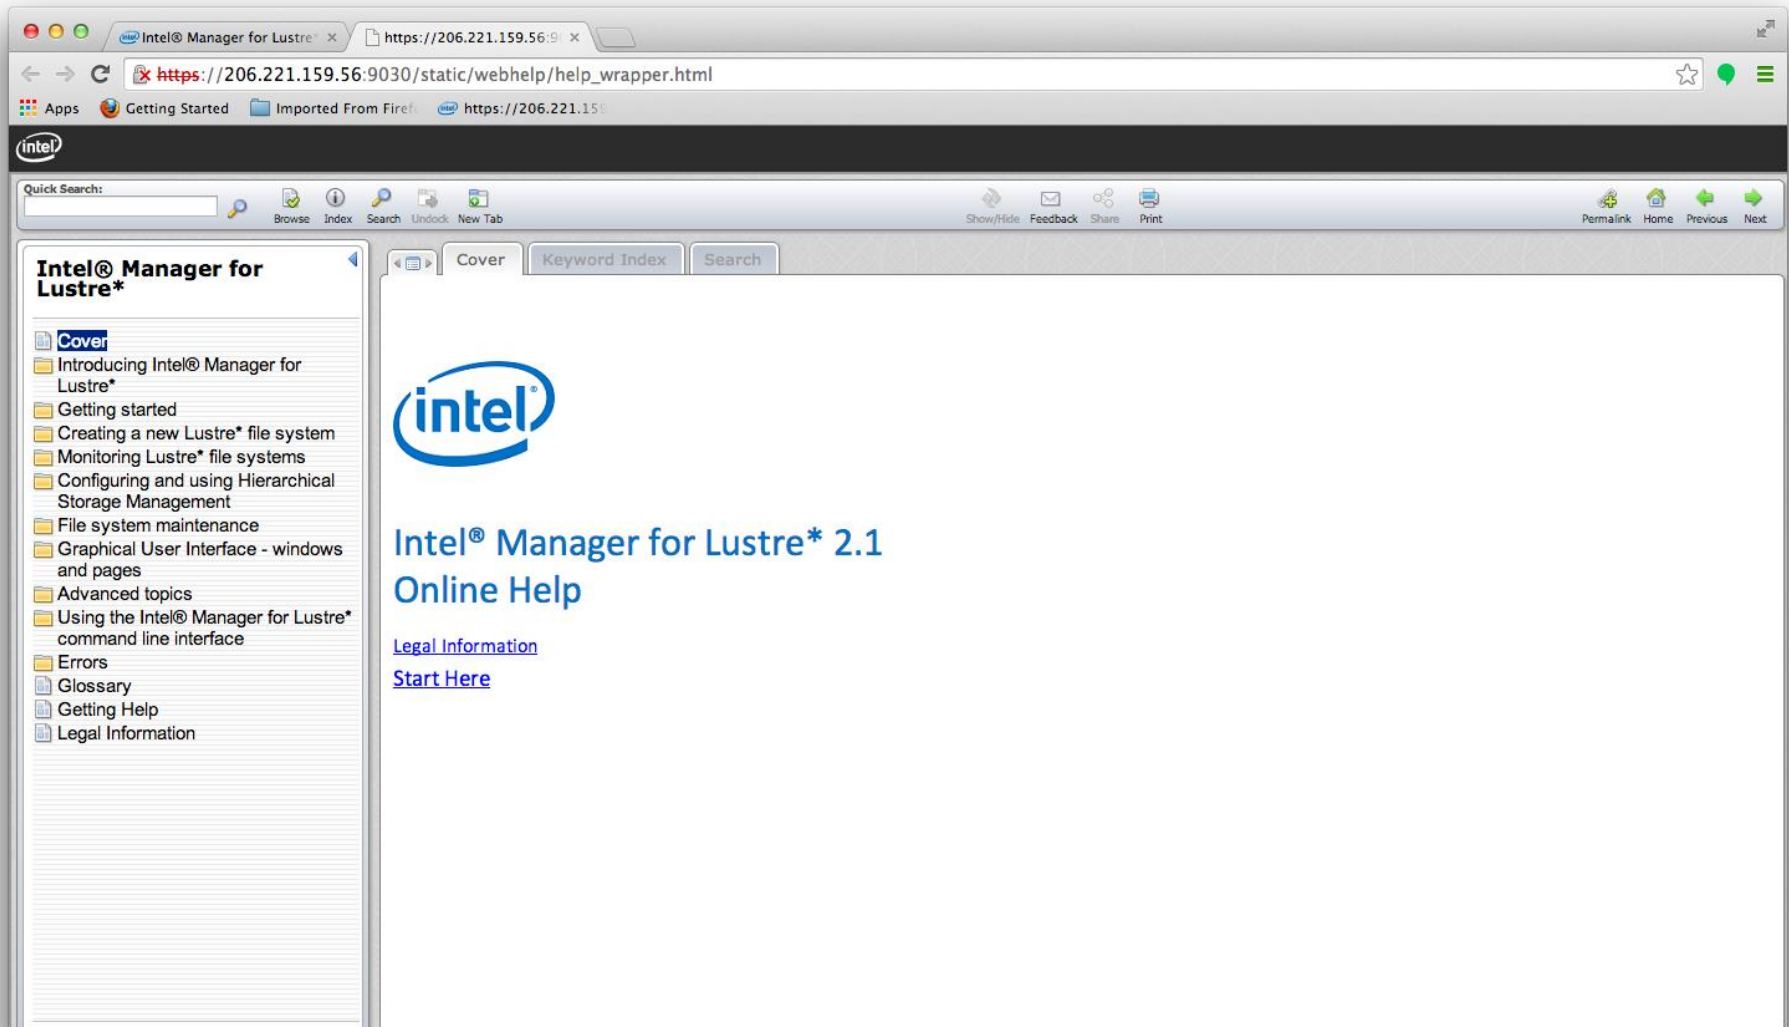 Intel® Manager for Lustre*
https://206.221.159.56:9
https://206.221.159.56:9030/static/webhelp/help_wrapper.html
Apps Getting Started Imported From Firef https://206.221.159
intel
Quick Search:
Browse Index Search Undock New Tab Show/Hide Feedback Share Print Permalink Home Previous Next
Intel® Manager for
Lustre*
Cover
Introducing Intel® Manager for
Lustre*
Getting started
Creating a new Lustre* file system
Monitoring Lustre* file systems
Configuring and using Hierarchical
Storage Management
File system maintenance
Graphical User Interface - windows
and pages
Advanced topics
Using the Intel® Manager for Lustre*
command line interface
Errors
Glossary
Getting Help
Legal Information
Cover Keyword Index Search
intel®
Intel® Manager for Lustre* 2.1
Online Help
Legal Information
Start Here